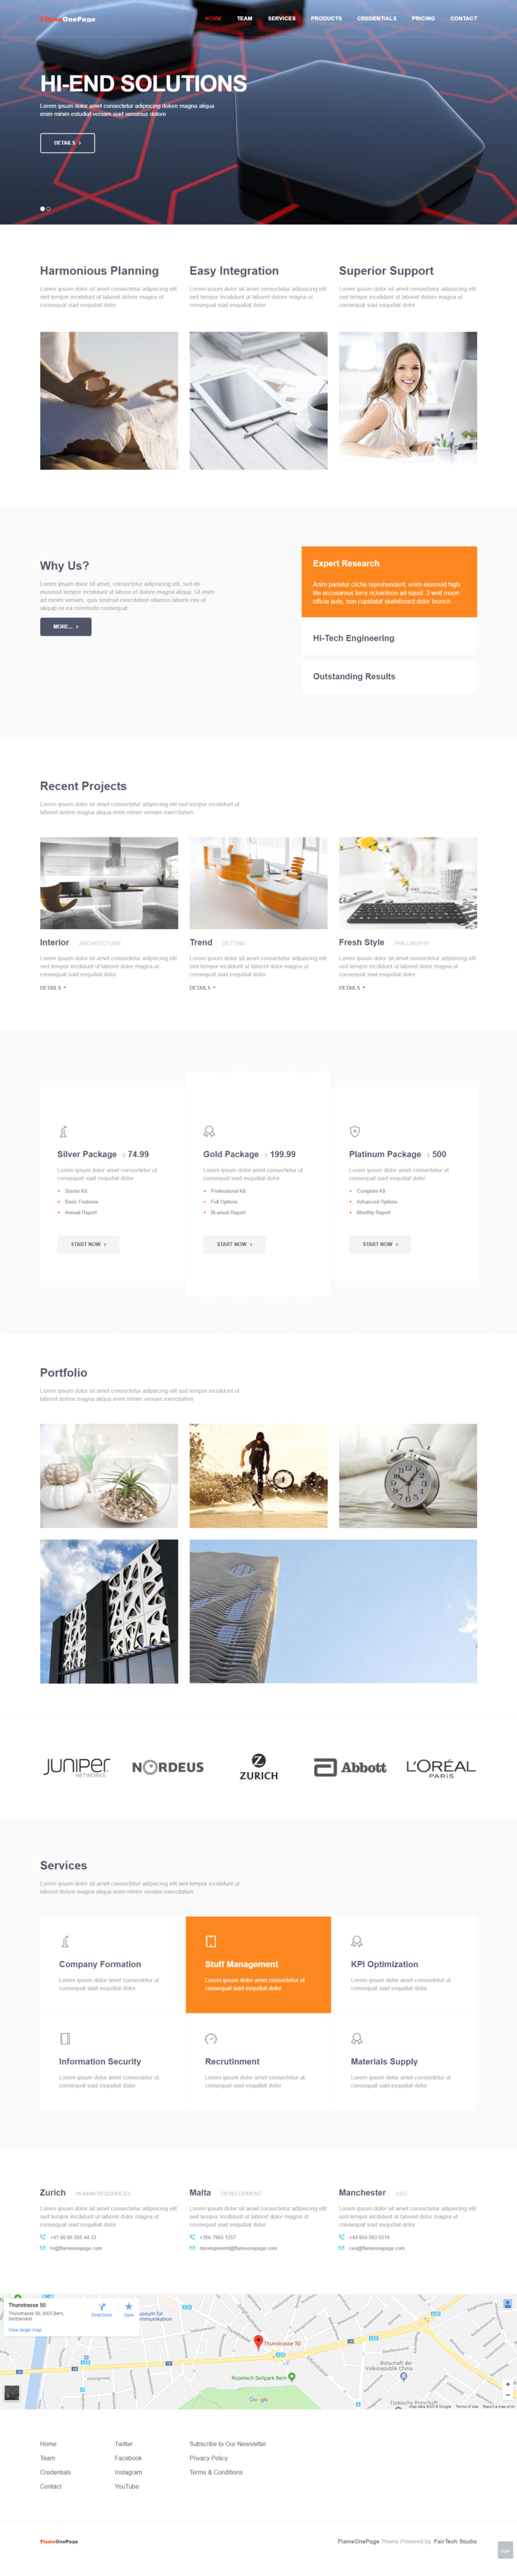 FlameOnePage
HOME TEAM SERVICES PRODUCTS CREDENTIALS PRICING CONTACT
HI-END SOLUTIONS
Lorem ipsum dolor amet consectetur adipiscing dolore magna aliqua
enim minim estudiat veniam siad venumius dolore
DETAILS
Harmonious Planning
Lorem ipsum dolor sit amet consectetur adipiscing elit
sed tempor incididunt ut laboret dolore magna ut
consequat siad esqudiat dolor
Easy Integration
Lorem ipsum dolor sit amet consectetur adipiscing elit
sed tempor incididunt ut laboret dolore magna ut
consequat siad esqudiat dolor
Superior Support
Lorem ipsum dolor sit amet consectetur adipiscing elit
sed tempor incididunt ut laboret dolore magna ut
consequat siad esqudiat dolor
Why Us?
Lorem ipsum dolor sit amet, consectetur adipisicing elit, sed do
eiusmod tempor incididunt ut labore et dolore magna aliqua. Ut enim
ad minim veniam, quis nostrud exercitation ullamco laboris nisi ut
aliquip ex ea commodo consequat
MORE...
Expert Research
Anim pariatur cliche reprehenderit, enim eiusmod high
life accusamus terry richardson ad squid. 3 wolf moon
officia aute, non cupidatat skateboard dolor brunch.
Hi-Tech Engineering
Outstanding Results
Recent Projects
Lorem ipsum dolor sit amet consectetur adipiscing elit sed tempor incididunt ut
laboret dolore magna aliqua enim minim veniam exercitation
Interior ARCHITECTURE
Lorem ipsum dolor sit amet consectetur adipiscing elit
sed tempor incididunt ut laboret dolor magna ut
consequat siad esqudiat dolor
DETAILS
Trend SETTING
Lorem ipsum dolor sit amet consectetur adipiscing elit
sed tempor incididunt ut laboret dolor magna ut
consequat siad esqudiat dolor
DETAILS
Fresh Style PHILOSOPHY
Lorem ipsum dolor sit amet consectetur adipiscing elit
sed tempor incididunt ut laboret dolor magna ut
consequat siad esqudiat dolor
DETAILS
Silver Package $ 74.99
Lorem ipsum dolor amet consectetur ut
consequat siad esqudiat dolor
Starter Kit
Basic Features
Annual Report
START NOW
Gold Package $ 199.99
Lorem ipsum dolor amet consectetur ut
consequat siad esqudiat dolor
Professional Kit
Full Options
Bi-anual Report
START NOW
Platinum Package $ 500
Lorem ipsum dolor amet consectetur ut
consequat siad esqudiat dolor
Complete Kit
Advanced Options
Monthly Report
START NOW
Portfolio
Lorem ipsum dolor sit amet consectetur adipiscing elit sed tempor incididunt ut
laboret dolore magna aliqua enim minim veniam exercitation
JUNIPER
NETWORKS
NORDEUS
ZURICH
Abbott
L'ORÉAL
PARIS
Services
Lorem ipsum dolor sit amet consectetur adipiscing elit sed tempor incididunt ut
laboret dolore magna aliqua enim minim veniam exercitation
Company Formation
Lorem ipsum dolor amet consectetur ut
consequat siad esqudiat dolor
Stuff Management
Lorem ipsum dolor amet consectetur ut
consequat siad esqudiat dolor
KPI Optimization
Lorem ipsum dolor amet consectetur ut
consequat siad esqudiat dolor
Information Security
Lorem ipsum dolor amet consectetur ut
consequat siad esqudiat dolor
Recrutinment
Lorem ipsum dolor amet consectetur ut
consequat siad esqudiat dolor
Materials Supply
Lorem ipsum dolor amet consectetur ut
consequat siad esqudiat dolor
Zurich HUMAN RESOURCES
Lorem ipsum dolor sit amet consectetur adipiscing elit
sed tempor incididunt ut laboret dolor magna ut
consequat siad esqudiat dolor
+41 68 66 555 44 33
hr@flameonepage.com
Malta DEVELOPMENT
Lorem ipsum dolor sit amet consectetur adipiscing elit
sed tempor incididunt ut laboret dolor magna ut
consequat siad esqudiat dolor
+356 7965 1257
development@flameonepage.com
Manchester CEO
Lorem ipsum dolor sit amet consectetur adipiscing elit
sed tempor incididunt ut laboret dolor magna ut
consequat siad esqudiat dolor
+44 654 583 5518
ceo@flameonepage.com
Thunstrasse 50
Thunstrasse 50, 3005 Bern,
Switzerland
Directions Save
View larger map
Thunstrasse 50
Ropetech Seilpark Bern
Botschaft der
Volksrepublik China
Türkische Botschaft
Google
Map data ©2018 Google Terms of Use Report a map error
Home
Team
Credentials
Contact
Twitter
Facebook
Instagram
YouTube
Subscribe to Our Newsletter
Privacy Policy
Terms & Conditions
FlameOnePage
FlameOnePage Theme Powered by: FairTech Studio
TOP